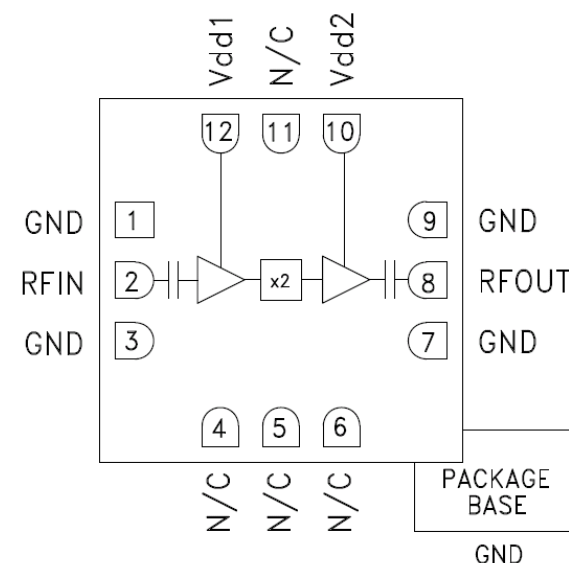 Vdd1
N/C
Vdd2
12
11
10
GND
1
9
GND
RFIN
2
x2
8
RFOUT
GND
3
7
GND
4
5
6
N/C
N/C
N/C
PACKAGE
BASE
GND